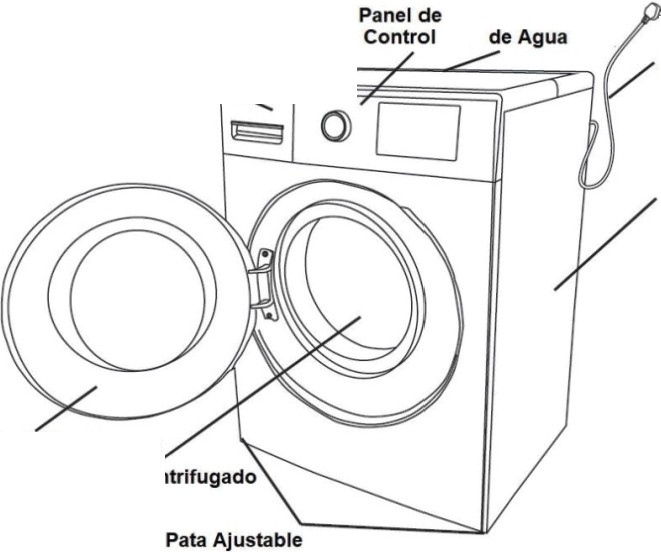 Panel de
Control
de Agua
ntrifugado
Pata Ajustable